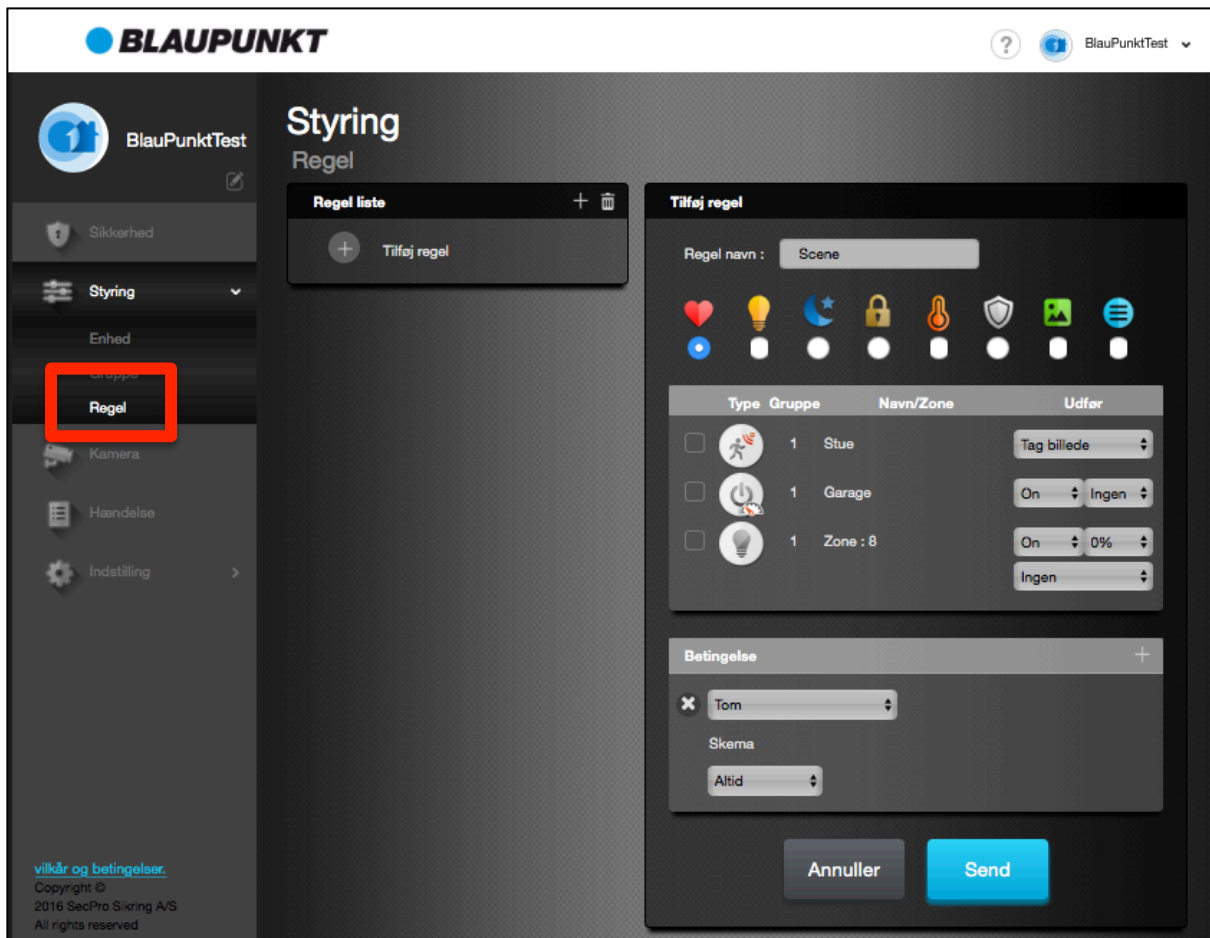 BLAUPUNKT
? BlauPunktTest
BlauPunktTest
Sikkerhed
Styring
Enhed
Gruppe
Regel
Kamera
Hændelse
Indstilling
vilkår og betingelser.
Copyright ©
2016 SecPro Sikring A/S
All rights reserved
Styring
Regel
Regel liste
Tilføj regel
Tilføj regel
Regel navn : Scene
Type Gruppe Navn/Zone Udfør
1 Stue Tag billede
1 Garage On Ingen
1 Zone : 8 On 0%
Ingen
Betingelse
Tom
Skema
Altid
Annuller Send